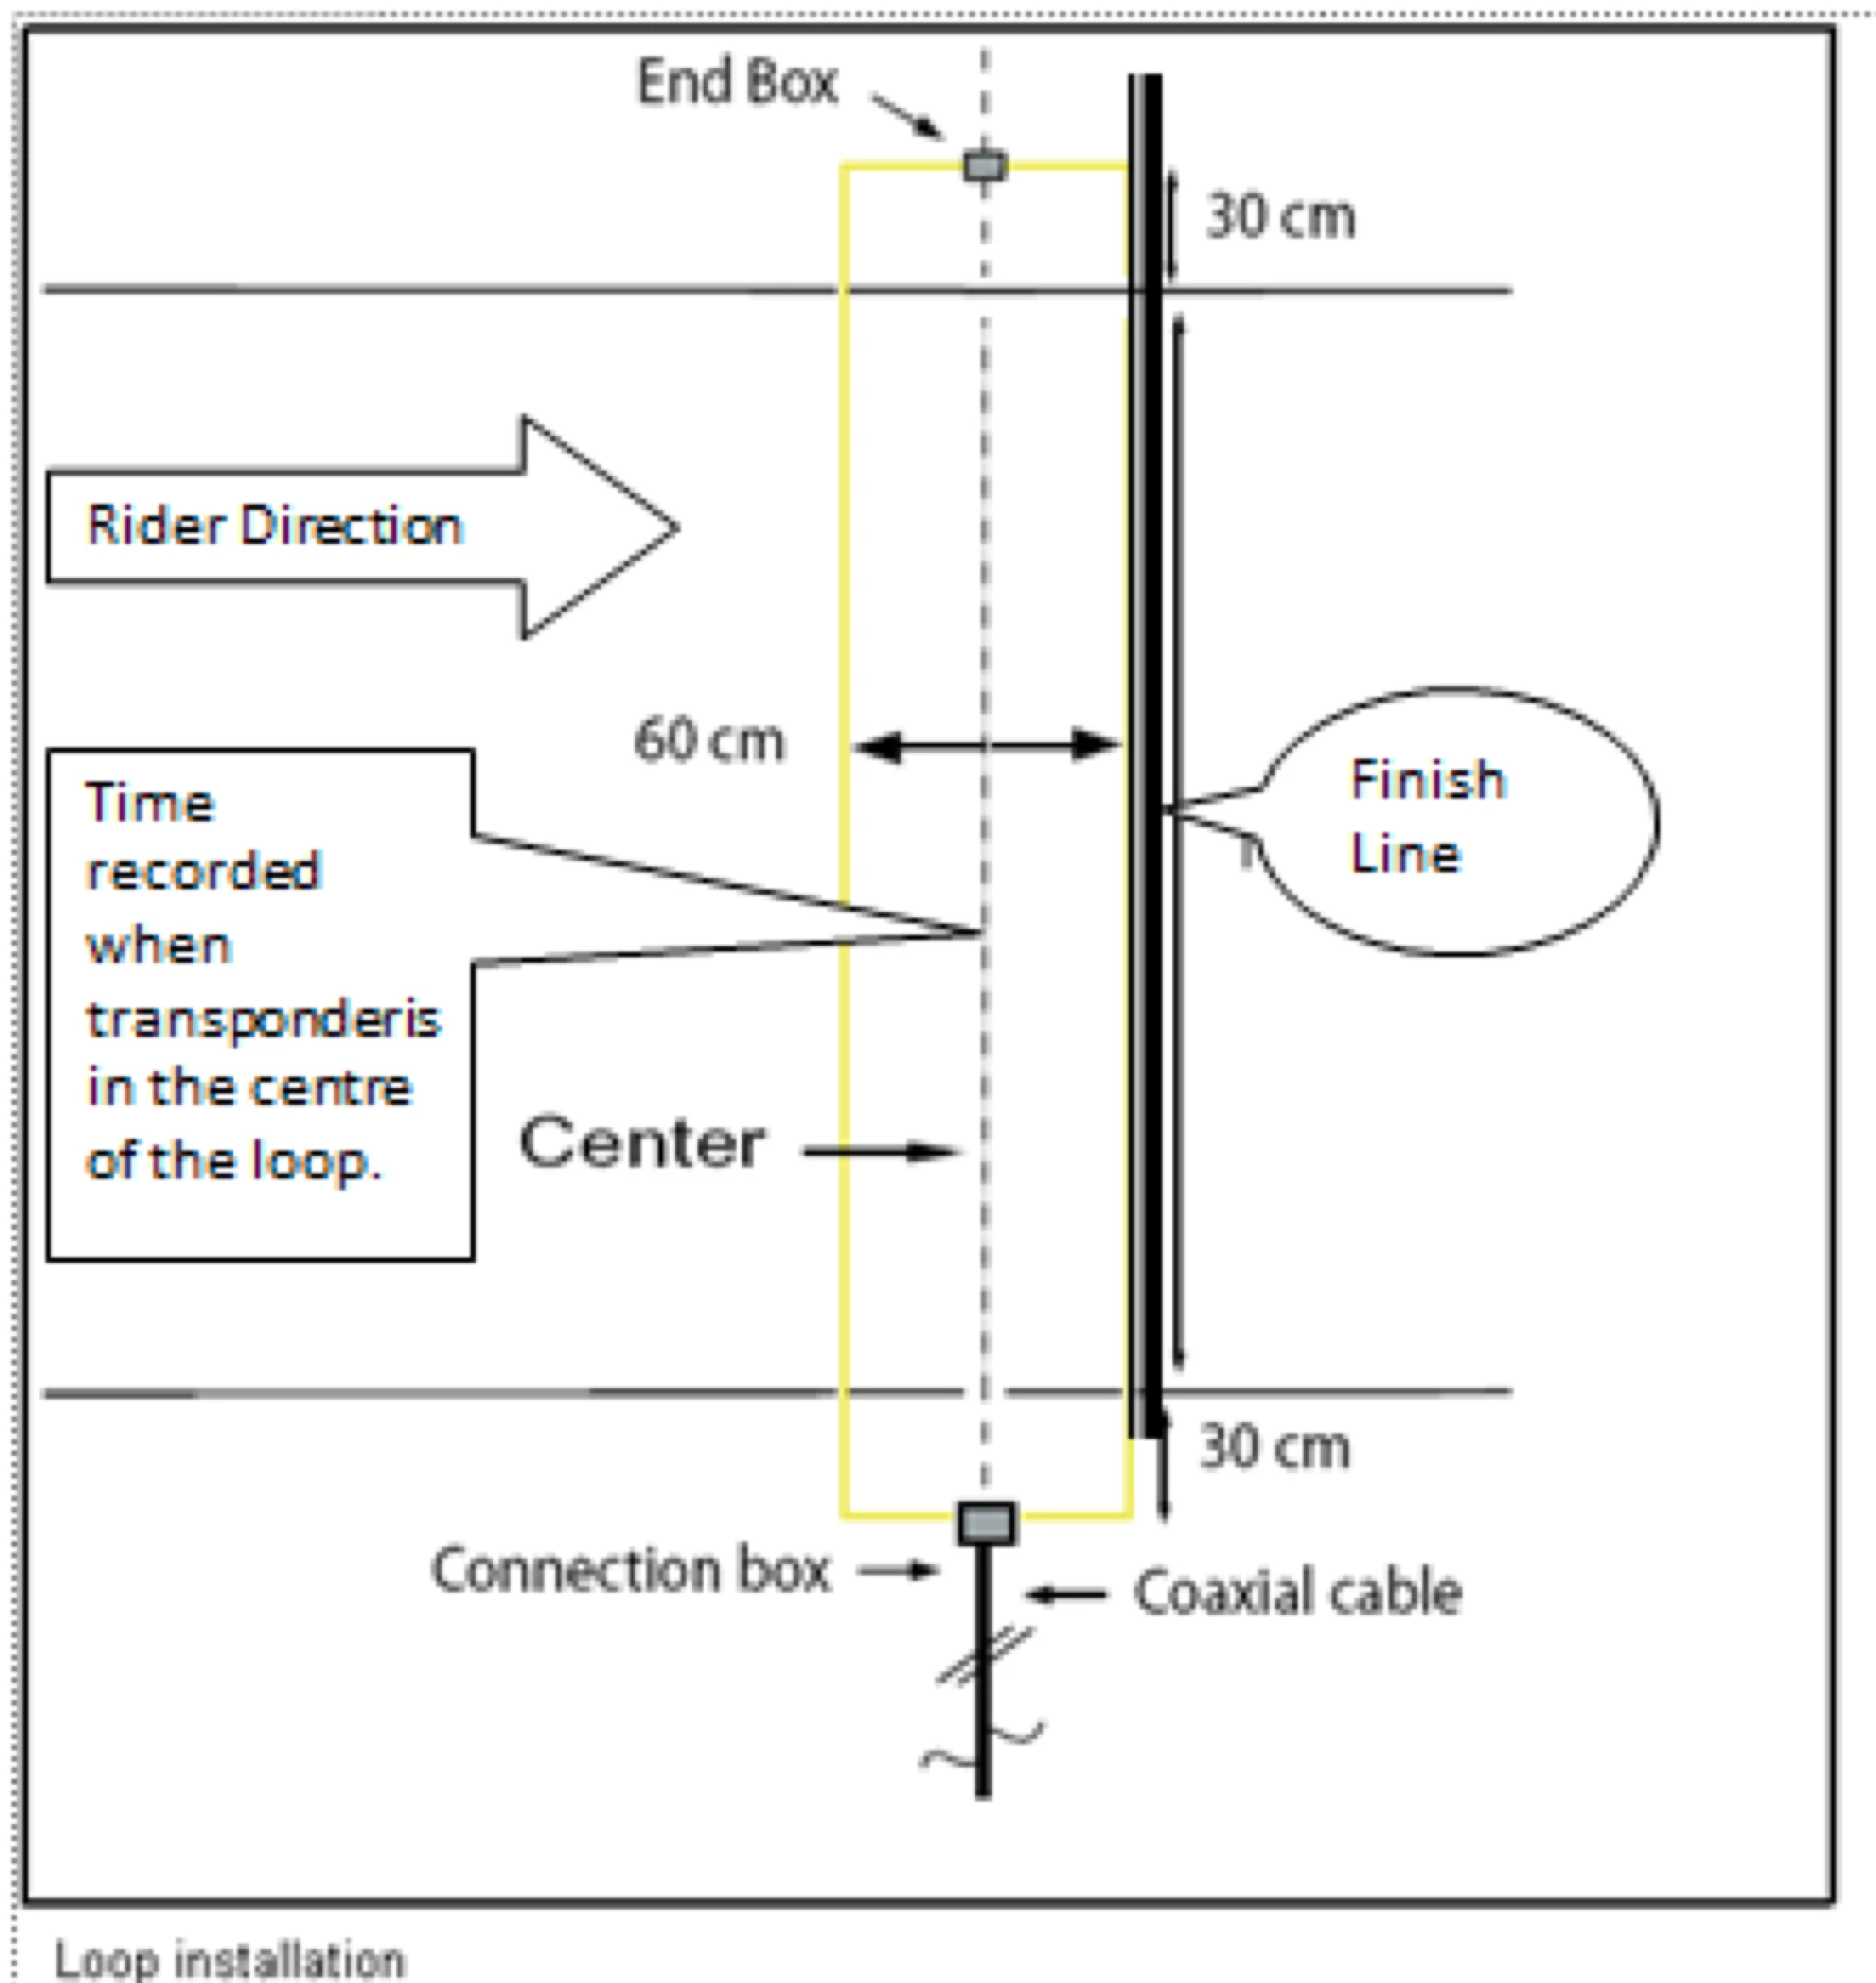 End Box
30 cm
Rider Direction
60 cm
Finish
Line
Time
recorded
when
transponderis
in the centre
of the loop.
Center
30 cm
Connection box
Coaxial cable
Loop installation